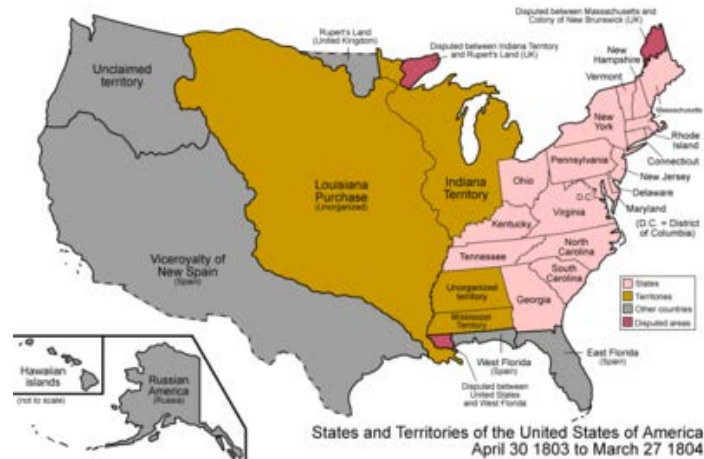 Disputed between Massachusetts and
Colony of New Brunswick (UK)
Rupert's Land
(United Kingdom)
Disputed between Indiana Territory
and Rupert's Land (UK)
New
Hampshire
Vermont
Unclaimed
territory
Massachusetts
New
York
Rhode
Island
Connecticut
Pennsylvania
New Jersey
Indiana
Territory
Ohio
Louisiana
Purchase
(Unorganized)
D.C.
Delaware
Maryland
(D.C. = District
of Columbia)
Virginia
Kentucky
Viceroyalty of
New Spain
(Spain)
North
Carolina
Tennessee
South
Carolina
Unorganized
territory
Georgia
Mississippi
Territory
States
Territories
Other countries
Disputed areas
West Florida
(Spain)
East Florida
(Spain)
Disputed between
United States
and West Florida
Hawaiian
islands
(not to scale)
Russian
America
(Russia)
States and Territories of the United States of America
April 30 1803 to March 27 1804